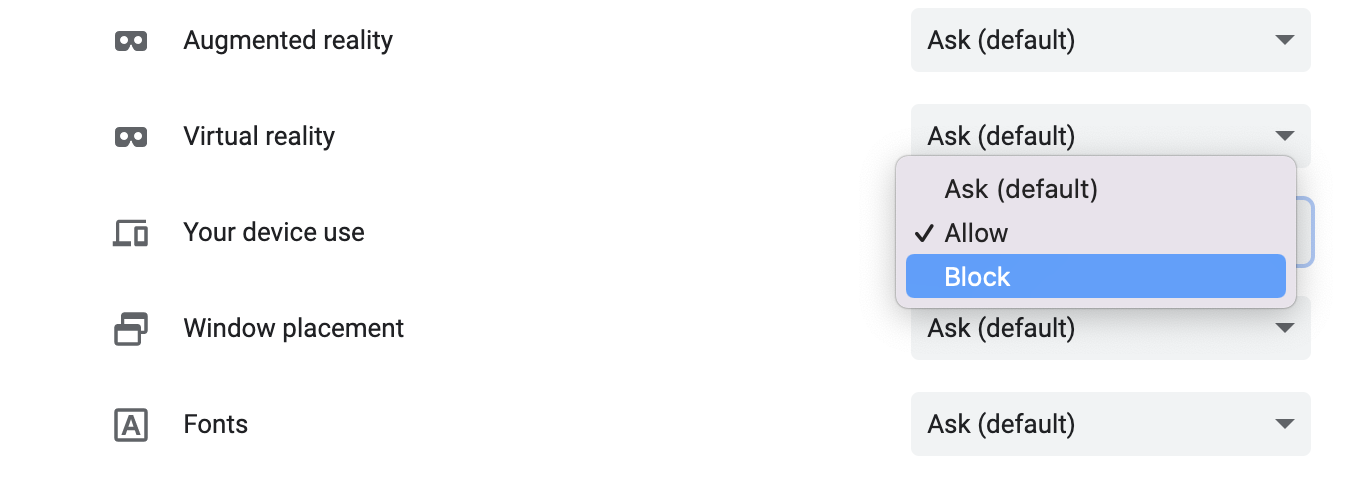 Augmented reality
Ask (default)
Virtual reality
Ask (default)
Your device use
Ask (default)
Allow
Block
Window placement
Ask (default)
Fonts
Ask (default)